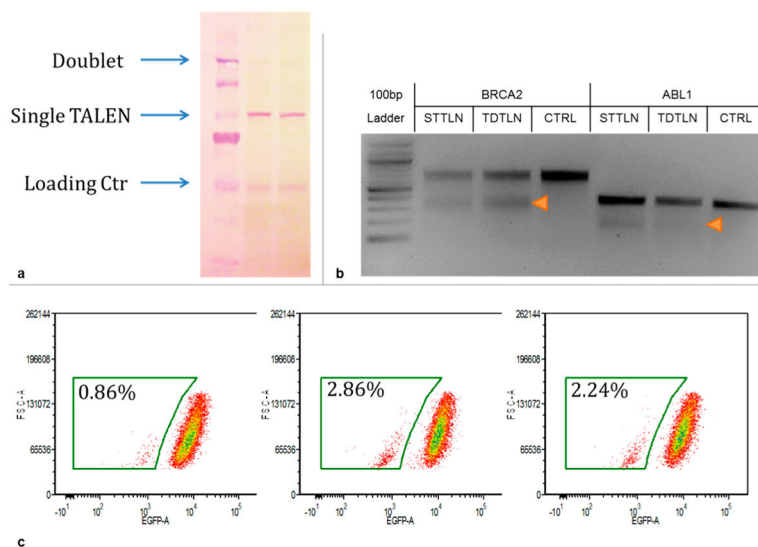 Doublet
Single TALEN
Loading Ctr
a
100bp
Ladder
BRCA2
ABL1
STTLN TDTLN CTRL STTLN TDTLN CTRL
b
262144
196608
131072
65536
0
FSC-A
0.86%
-10¹ 10² 10³ 10⁴ 10⁵
EGFP-A
262144
196608
131072
65536
0
FSC-A
2.86%
-10¹ 10² 10³ 10⁴ 10⁵
EGFP-A
262144
196608
131072
65536
0
FSC-A
2.24%
-10¹ 10² 10³ 10⁴ 10⁵
EGFP-A
c